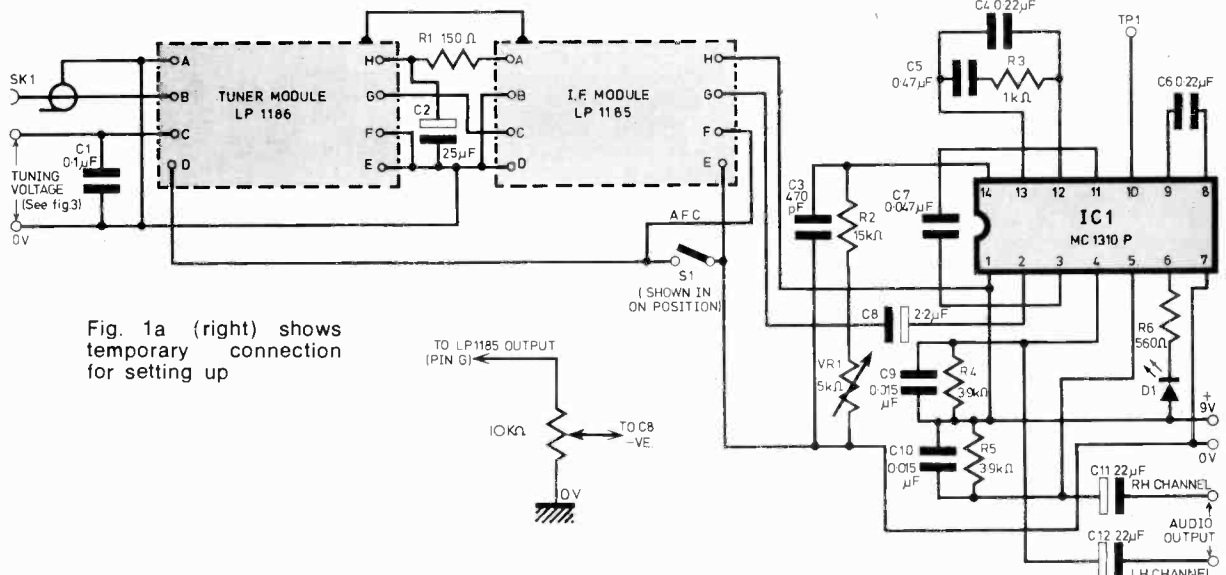 SK1
TUNING
VOLTAGE
(See fig.3)
0V
C1
0·1µF
A
B
C
D
TUNER MODULE
LP 1186
H
G
F
E
R1 150Ω
C2
25µF
A
B
C
D
I.F. MODULE
LP 1185
H
G
F
E
AFC
S1
(SHOWN IN
ON POSITION)
C3
470
pF
R2
15kΩ
VR1
5kΩ
C4 0·22µF
C5
0·47µF
R3
1kΩ
TP1
C6 0·22µF
C7
0·047µF
14 13 12 11 10 9 8
IC1
MC 1310 P
1 2 3 4 5 6 7
C8 2·2µF
C9
0·015
µF
R4
3·9kΩ
C10
0·015
µF
R5
3·9kΩ
R6
560Ω
D1
+
9V
0V
C11 22µF
RH CHANNEL
AUDIO
OUTPUT
C12 22µF
LH CHANNEL
Fig. 1a (right) shows
temporary connection
for setting up
TO LP1185 OUTPUT
(PIN G)
10KΩ
TO C8
-VE
0V